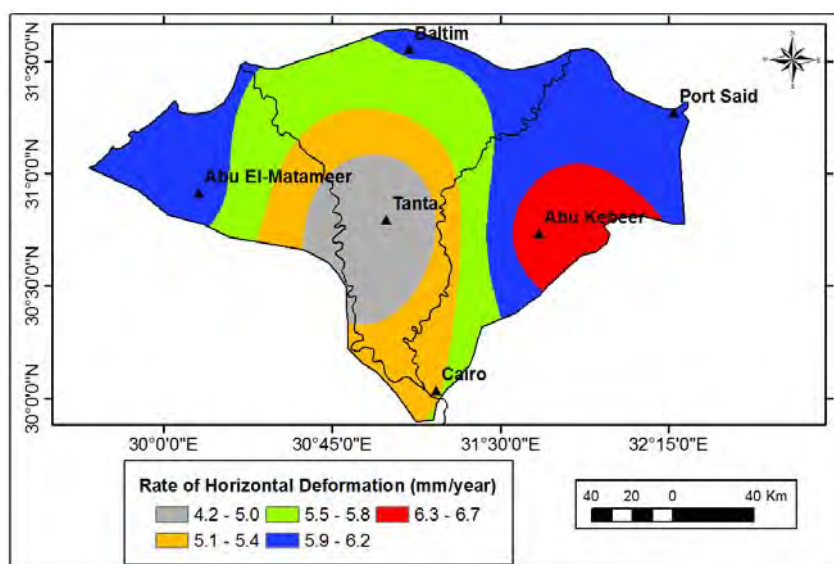 Baltim
Port Said
Abu El-Matameer
Tanta
Abu Kebeer
Cairo
31°30'0"N
31°0'0"N
30°30'0"N
30°0'0"N
30°0'0"E 30°45'0"E 31°30'0"E 32°15'0"E
Rate of Horizontal Deformation (mm/year)
4.2 - 5.0 5.5 - 5.8 6.3 - 6.7
5.1 - 5.4 5.9 - 6.2
40 20 0 40 Km